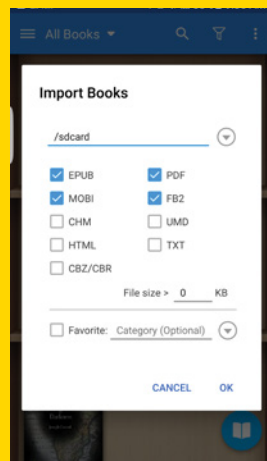 All Books
Import Books
/sdcard
EPUB PDF
MOBI FB2
CHM UMD
HTML TXT
CBZ/CBR
File size > 0 KB
Favorite: Category (Optional)
CANCEL OK